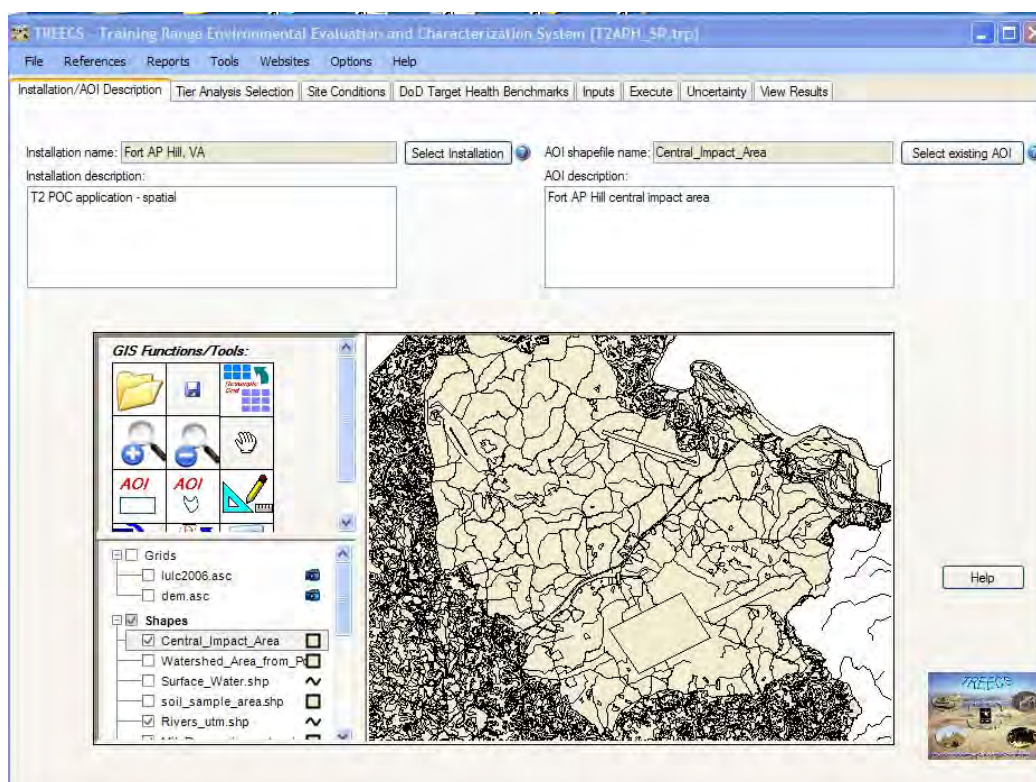 TREECS - Training Range Environmental Evaluation and Characterization System (T2APH_SR.trp)
File References Reports Tools Websites Options Help
Installation/AOI Description Tier Analysis Selection Site Conditions DoD Target Health Benchmarks Inputs Execute Uncertainty View Results
Installation name: Fort AP Hill, VA Select Installation AOI shapefile name: Central_Impact_Area Select existing AOI
Installation description: AOI description:
T2 POC application - spatial Fort AP Hill central impact area
GIS Functions/Tools:
AOI AOI
Grids
lulc2006.asc
dem.asc
Help
Shapes
Central_Impact_Area
Watershed_Area_from_Po
Surface_Water.shp
soil_sample_area.shp
Rivers_utm.shp
TREECS